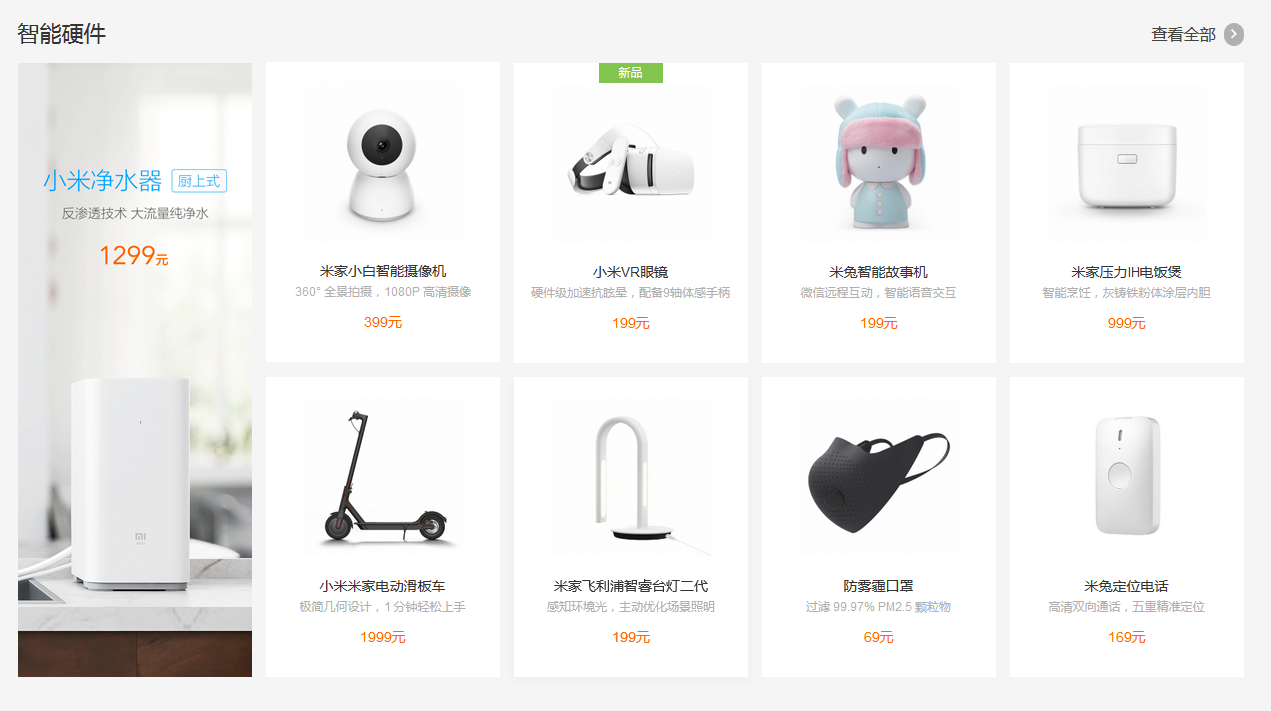 智能硬件
查看全部
小米净水器 厨上式
反渗透技术 大流量纯净水
1299元
米家小白智能摄像机
360° 全景拍摄，1080P 高清摄像
399元
新品
小米VR眼镜
硬件级加速抗眩晕，配备9轴体感手柄
199元
米兔智能故事机
微信远程互动，智能语音交互
199元
米家压力IH电饭煲
智能烹饪，灰铸铁粉体涂层内胆
999元
小米米家电动滑板车
极简几何设计，1 分钟轻松上手
1999元
米家飞利浦智睿台灯二代
感知环境光，主动优化场景照明
199元
防雾霾口罩
过滤 99.97% PM2.5 颗粒物
69元
米兔定位电话
高清双向通话，五重精准定位
169元